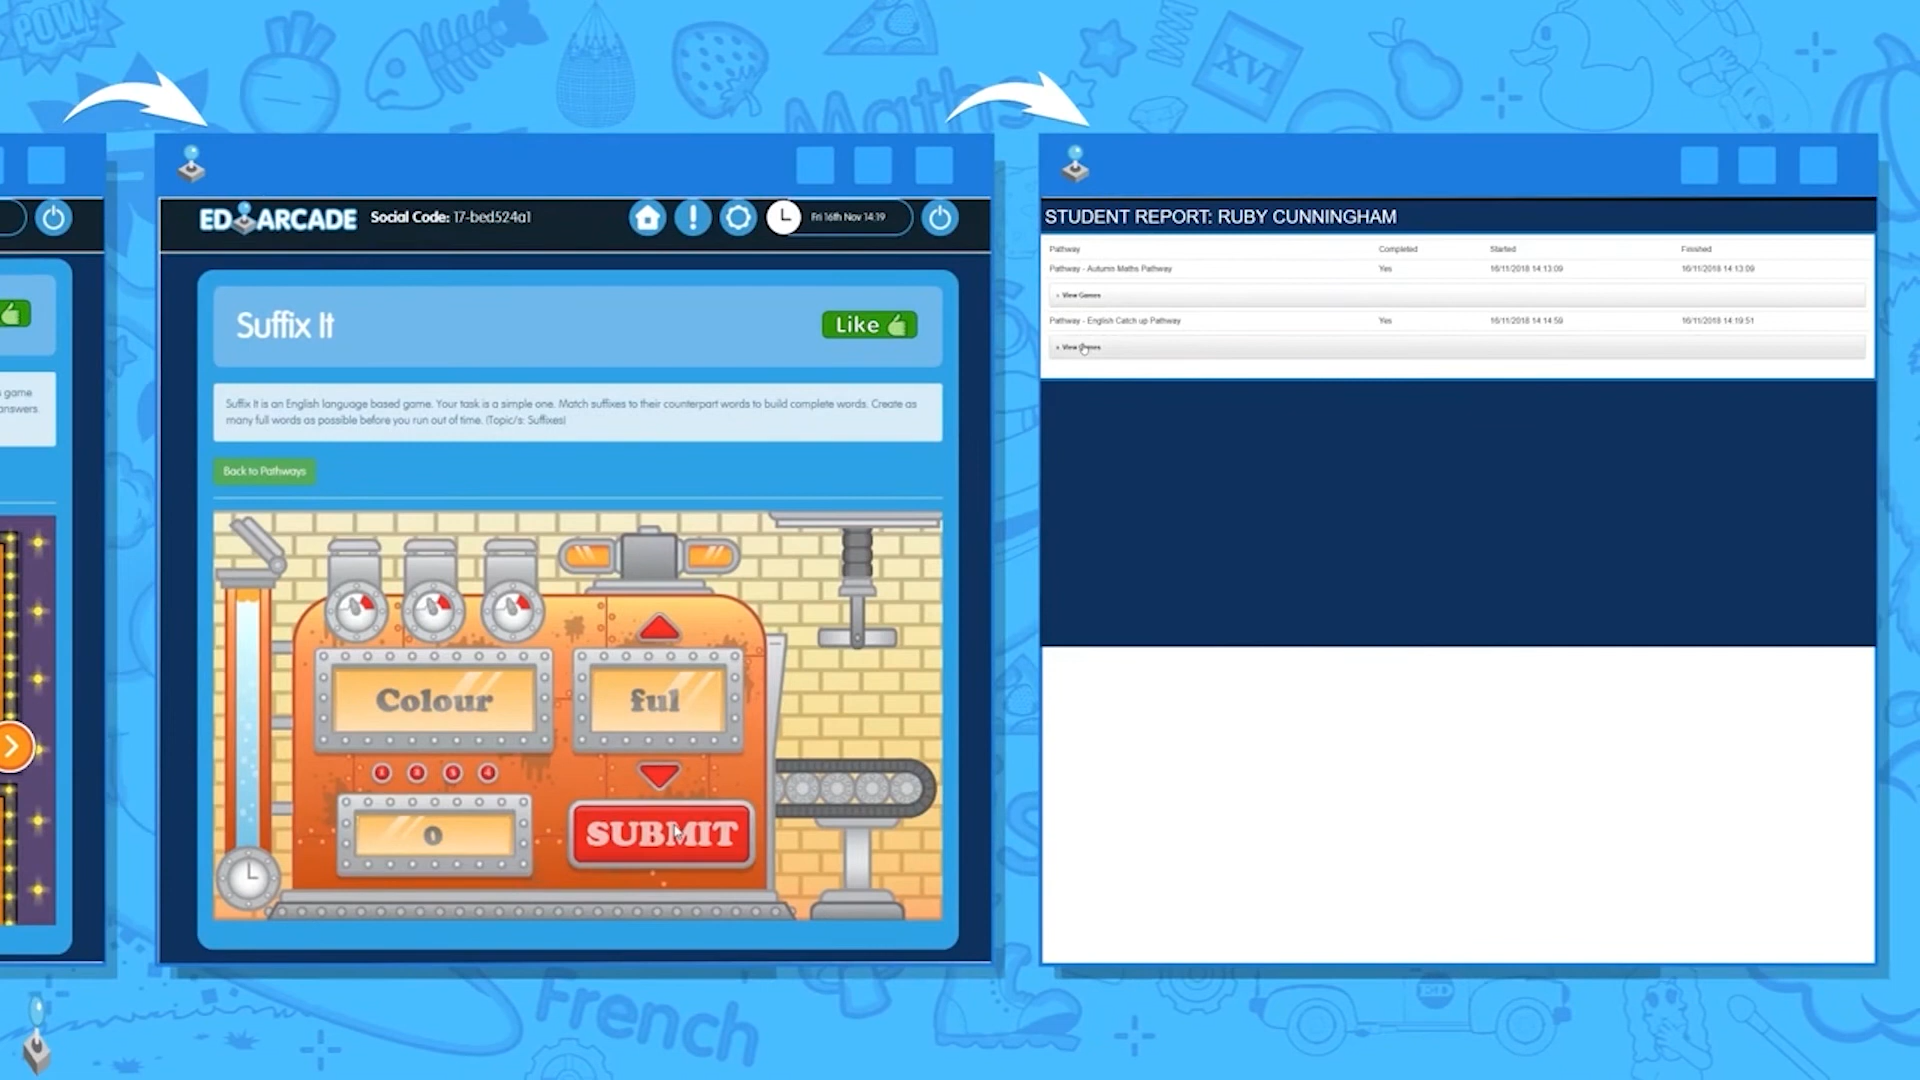 POW!
XVI
Maths
s game
answers.
ED ARCADE
Social Code: 17-bed524a1
Fri 16th Nov 14:19
Suffix It
Like
Suffix It is an English language based game. Your task is a simple one. Match suffixes to their counterpart words to build complete words. Create as
many full words as possible before you run out of time. (Topic/s: Suffixes)
Back to Pathways
Colour
ful
0
SUBMIT
STUDENT REPORT: RUBY CUNNINGHAM
Pathway Completed Started Finished
Pathway - Autumn Maths Pathway Yes 16/11/2018 14:13:09 16/11/2018 14:13:09
View Games
Pathway - English Catch up Pathway Yes 16/11/2018 14:14:59 16/11/2018 14:19:51
View Games
French